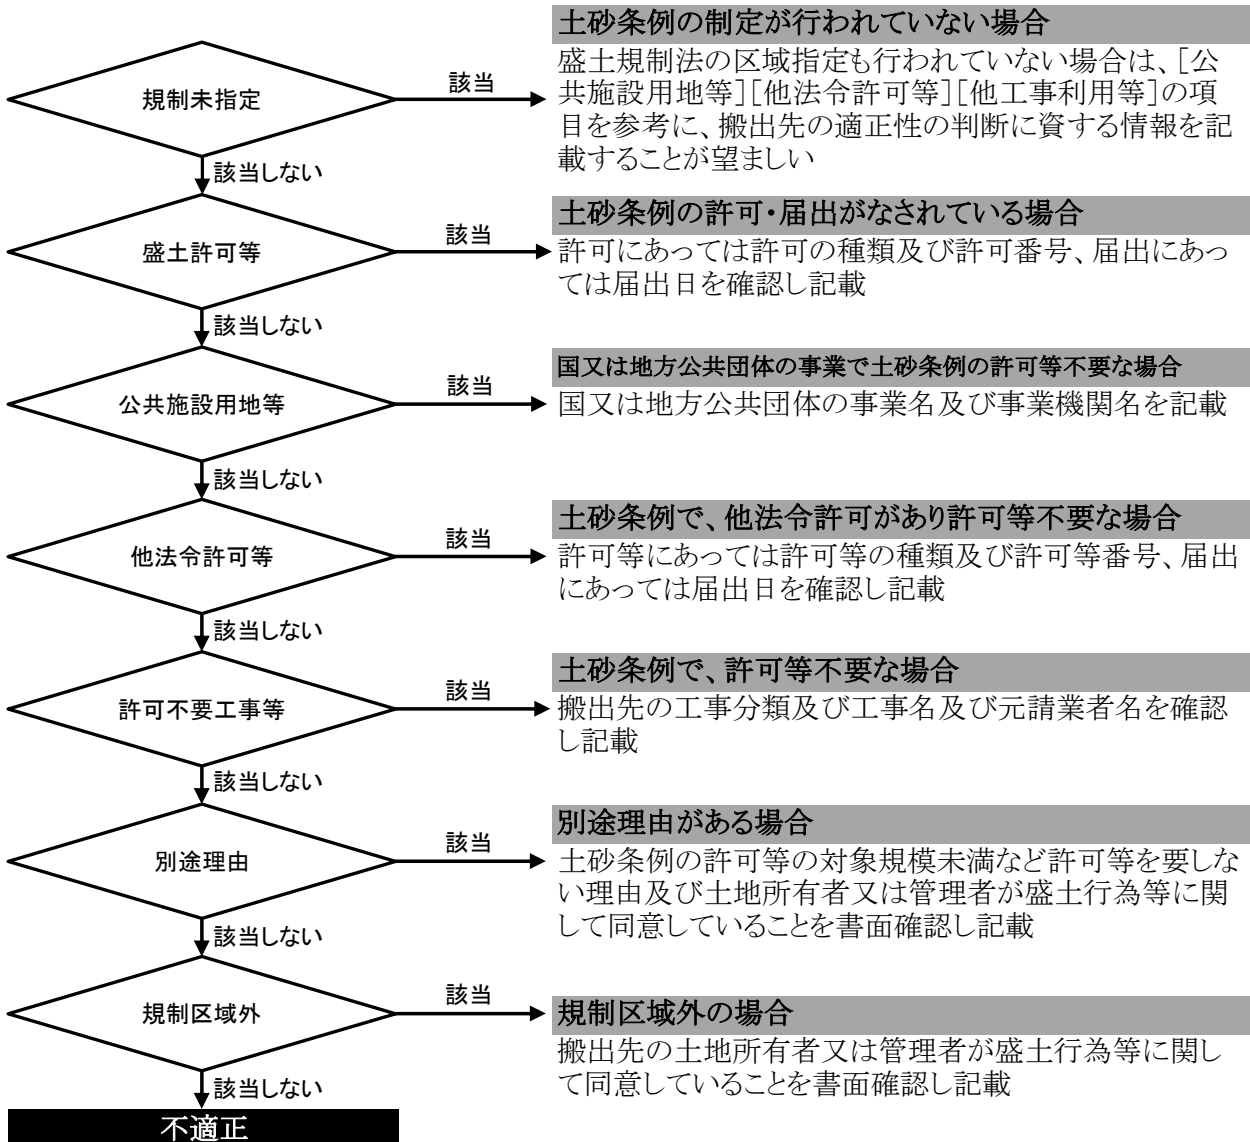 土砂条例の制定が行われていない場合
規制未指定
該当
盛土規制法の区域指定も行われていない場合は、[公
共施設用地等][他法令許可等][他工事利用等]の項
目を参考に、搬出先の適正性の判断に資する情報を記
載することが望ましい
該当しない
土砂条例の許可・届出がなされている場合
盛土許可等
該当
許可にあっては許可の種類及び許可番号、届出にあっ
ては届出日を確認し記載
該当しない
国又は地方公共団体の事業で土砂条例の許可等不要な場合
公共施設用地等
該当
国又は地方公共団体の事業名及び事業機関名を記載
該当しない
土砂条例で、他法令許可があり許可等不要な場合
他法令許可等
該当
許可等にあっては許可等の種類及び許可等番号、届出
にあっては届出日を確認し記載
該当しない
土砂条例で、許可等不要な場合
許可不要工事等
該当
搬出先の工事分類及び工事名及び元請業者名を確認
し記載
該当しない
別途理由がある場合
別途理由
該当
土砂条例の許可等の対象規模未満など許可等を要しな
い理由及び土地所有者又は管理者が盛土行為等に関
して同意していることを書面確認し記載
該当しない
規制区域外の場合
規制区域外
該当
搬出先の土地所有者又は管理者が盛土行為等に関し
て同意していることを書面確認し記載
該当しない
不適正